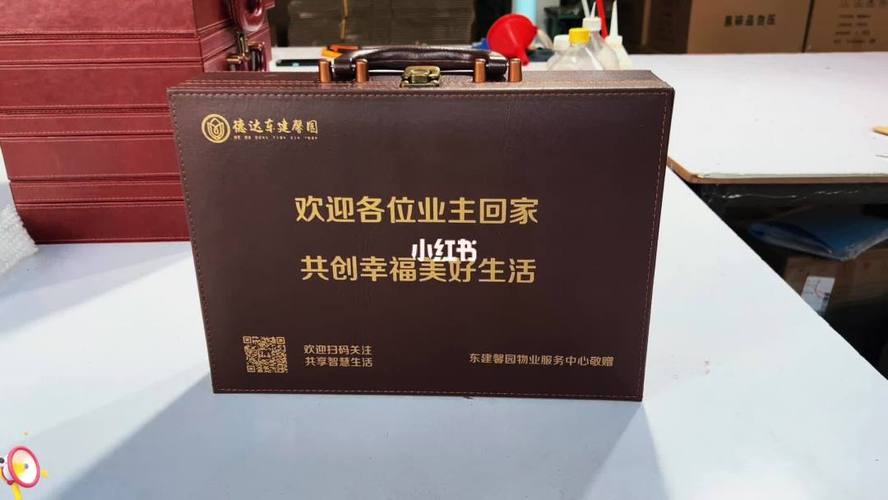 德达东建馨园
欢迎各位业主回家
小红书
共创幸福美好生活
欢迎扫码关注
共享智慧生活
东建馨园物业服务中心敬赠